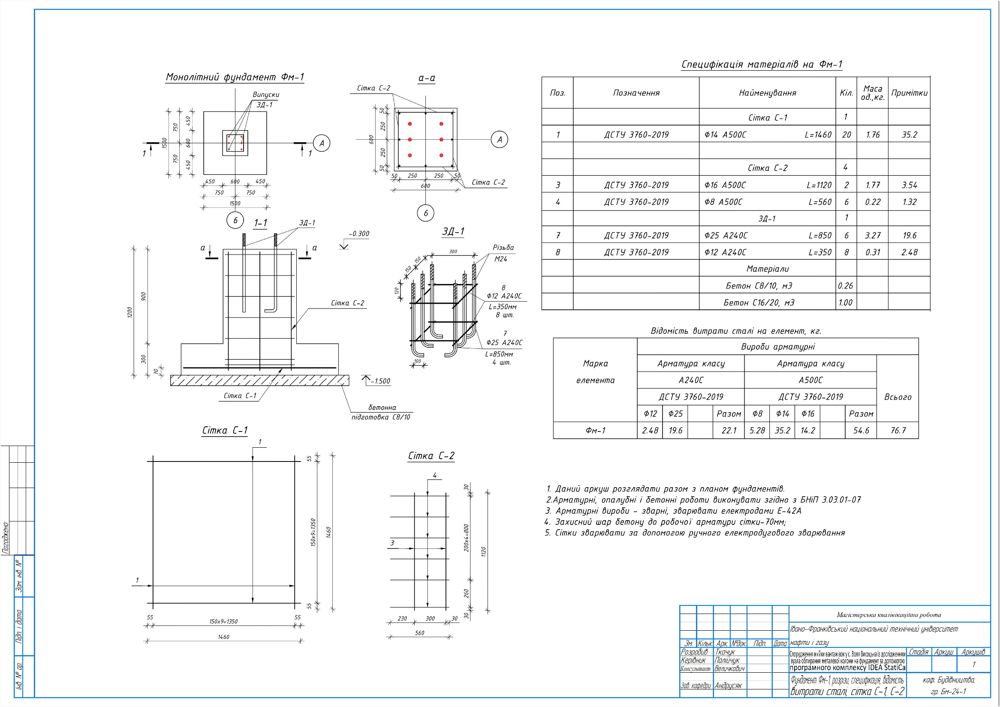 Монолітний фундамент Фм-1
Випуски
ЗД-1
450
750
600
1500
750
450
1
1
А
450 600 450
750 750
1500
6
а-а
Сітка С-2
50
250
600
250
50
А
50 250 250 50
600
Сітка С-2
6
1-1
ЗД-1
-0.300
а
а
900
1200
300
70
Сітка С-2
-1.500
Сітка С-1
бетонна
підготовка С8/10
ЗД-1
300
150
150
120
Різьба
М24
8
Ф12 А240С
L=350мм
8 шт.
7
Ф25 А240С
L=850мм
4 шт.
100
Сітка С-1
1
1
55
150х9=1350
1460
55
55 150х9=1350 55
1460
Сітка С-2
4
3
30
200х4=800
1120
260
30
230 300 30
560
Специфікація матеріалів на Фм-1
Поз. Позначення Найменування Кіл. Маса од.,кг. Примітки
Сітка С-1 1
1 ДСТУ 3760-2019 Ф14 А500С L=1460 20 1.76 35.2
Сітка С-2 4
3 ДСТУ 3760-2019 Ф16 А500С L=1120 2 1.77 3.54
4 ДСТУ 3760-2019 Ф8 А500С L=560 6 0.22 1.32
ЗД-1 1
7 ДСТУ 3760-2019 Ф25 А240С L=850 6 3.27 19.6
8 ДСТУ 3760-2019 Ф12 А240С L=350 8 0.31 2.48
Матеріали
Бетон С8/10, м3 0.26
Бетон С16/20, м3 1.00
Відомість витрати сталі на елемент, кг.
Марка
елемента
Вироби арматурні
Арматура класу Арматура класу
А240С А500С
ДСТУ 3760-2019 ДСТУ 3760-2019 Всього
Ф12 Ф25 Разом Ф8 Ф14 Ф16 Разом
Фм-1 2.48 19.6 22.1 5.28 35.2 14.2 54.6 76.7
1. Даний аркуш розглядати разом з планом фундаментів.
2.Арматурні, опалубні і бетонні роботи виконувати згідно з БНіП 3.03.01-07
3. Арматурні вироби - зварні, зварювати електродами Е-42А
4. Захисний шар бетону до робочої арматури сітки-70мм;
5. Сітки зварювати за допомогою ручного електродугового зварювання
Погоджено:
Зам. інв. №
Підп. і дата
Інв. № ор.
Магістерська кваліфікаційна робота
Івано-Франківський національний технічний університет
нафти і газу
Зм. Кільк. Арк. №док. Підп. Дата
Розробив Ткачук
Керівник Палійчук
Консультант Величкович
Зав. кафедри Андрусяк
Спорудження мийки вантажівок у с. Воля Висоцька із дослідженням
вузла обпирання металевої колони на фундамент за допомогою
програмного комплексу IDEA StatiCa
Стадія Аркуш Аркушів
1
Фундамент Фм-1, розрізи, специфікація, відомість
витрати сталі, сітка С-1, С-2
каф. Будівництва,
гр. Бм-24-1